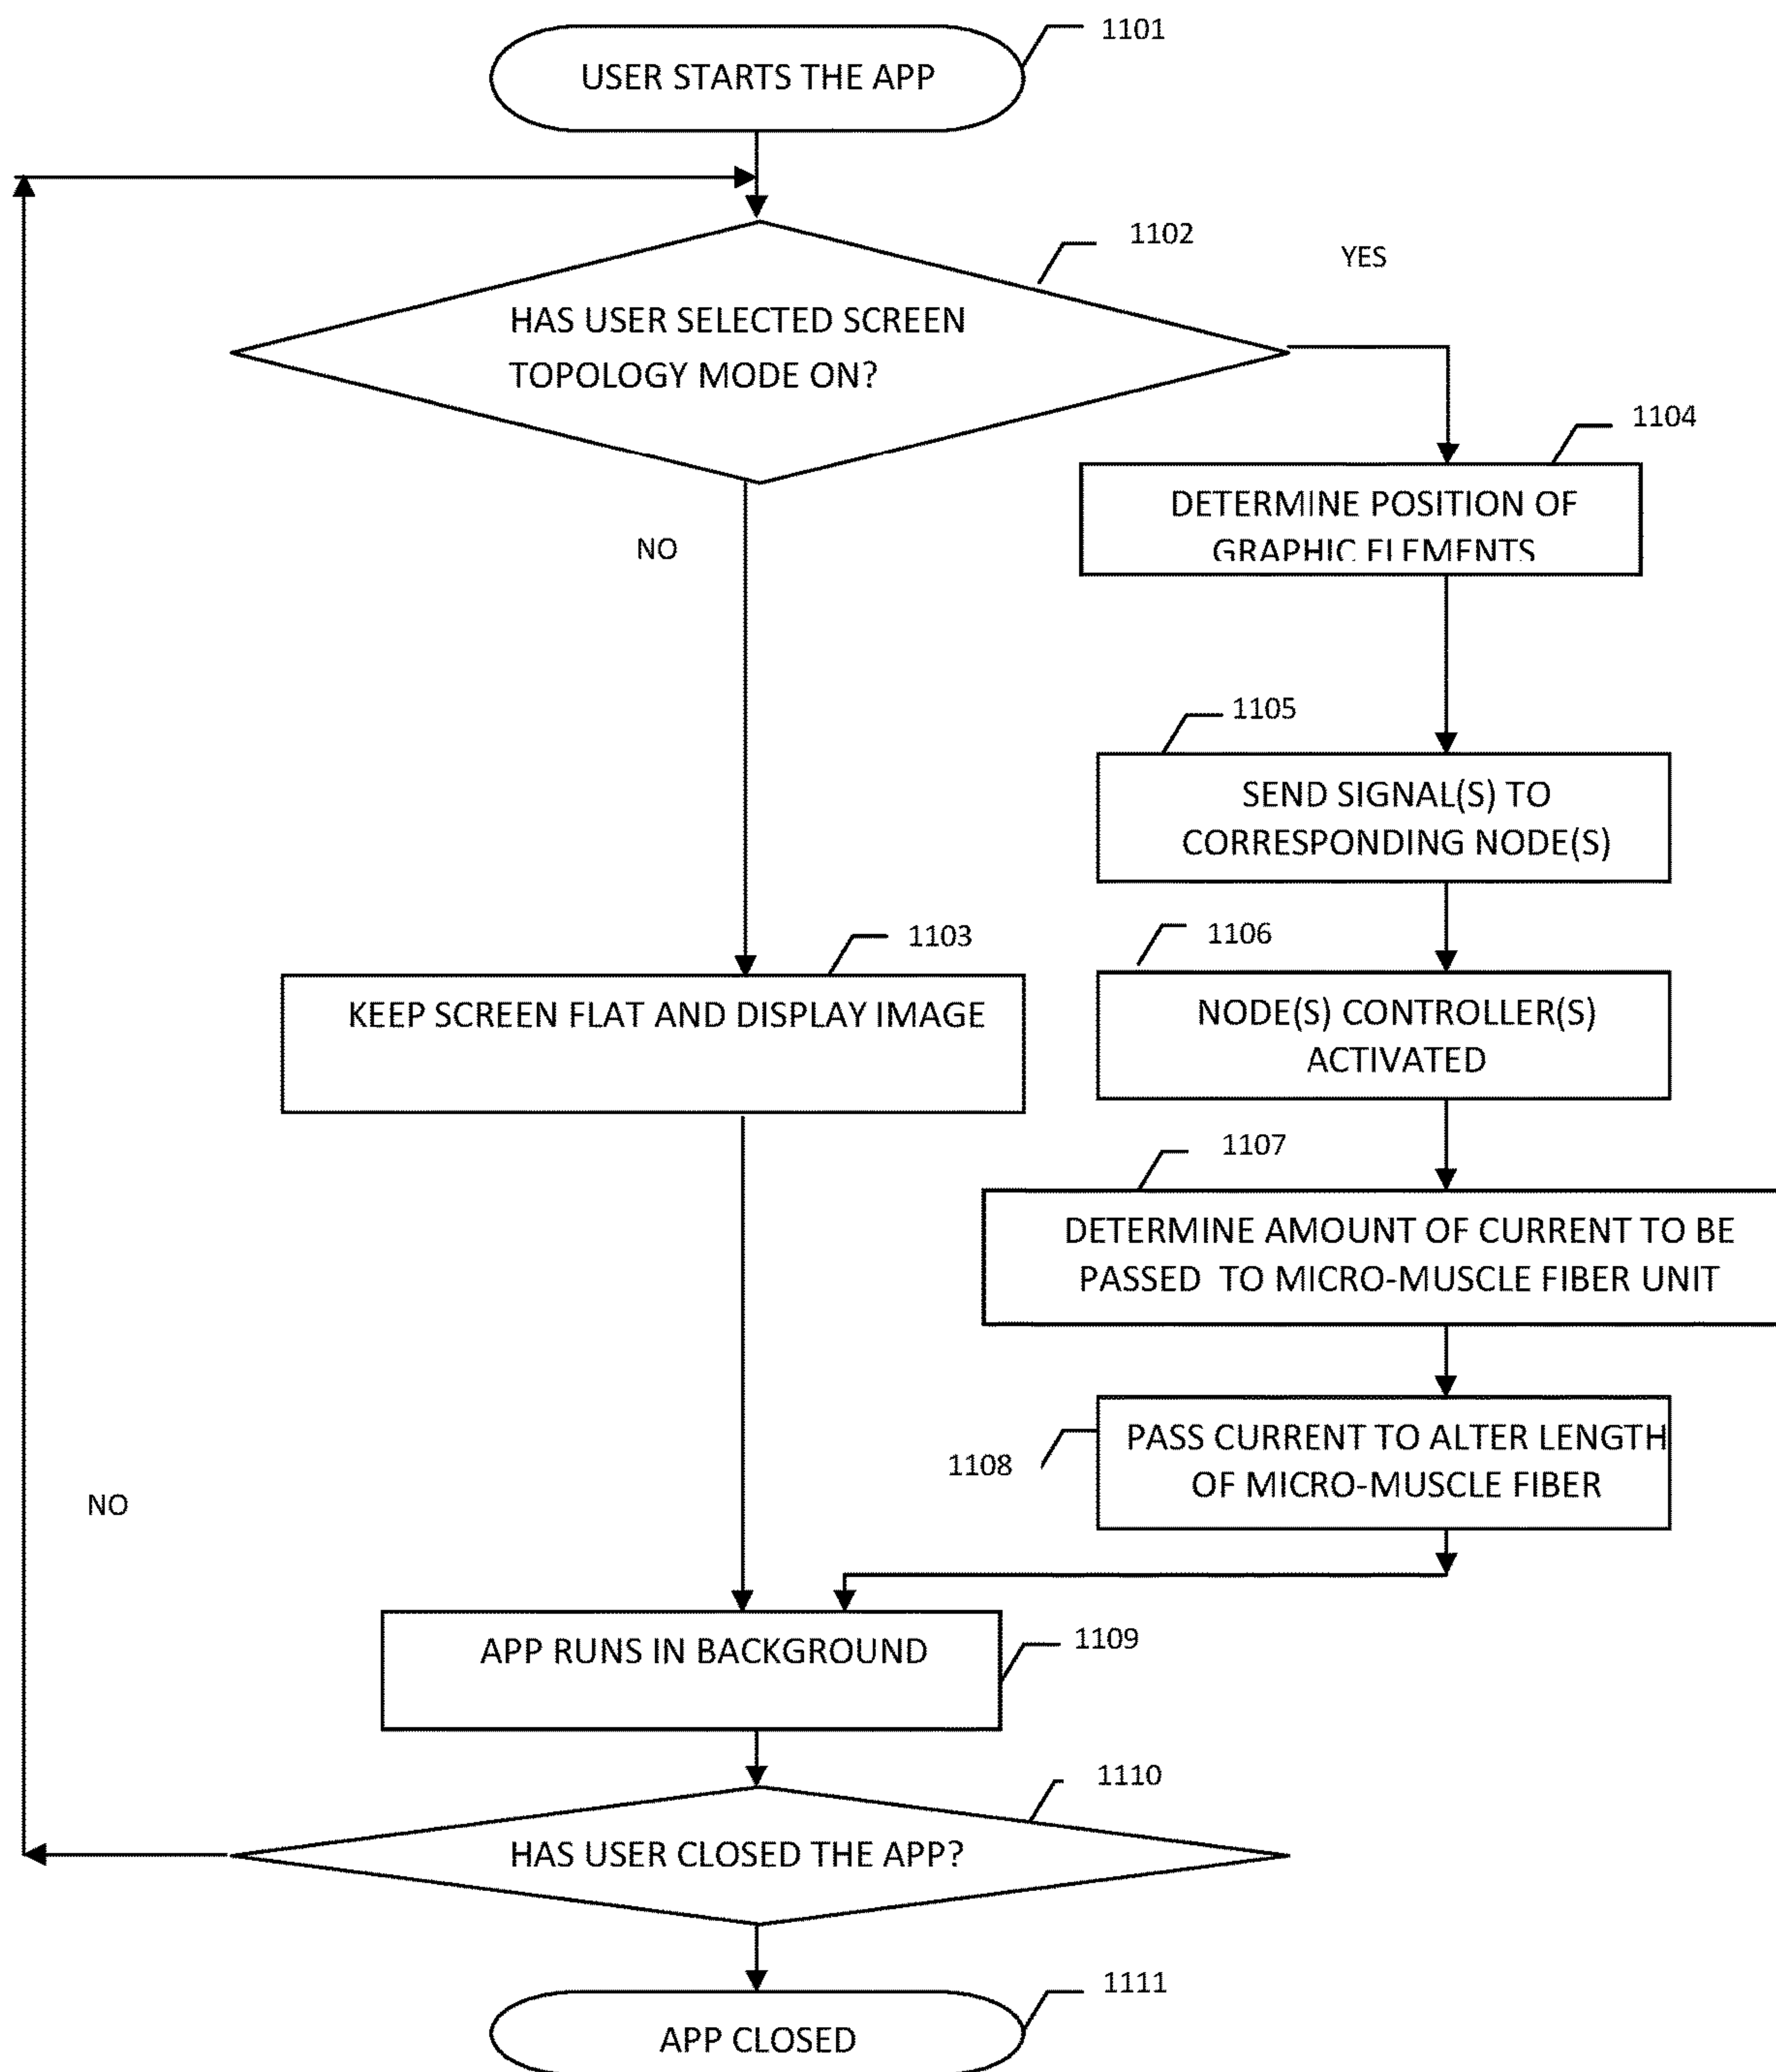 1101
USER STARTS THE APP
1102
YES
HAS USER SELECTED SCREEN
TOPOLOGY MODE ON?
1104
DETERMINE POSITION OF
GRAPHIC ELEMENTS
NO
1105
SEND SIGNAL(S) TO
CORRESPONDING NODE(S)
1103
KEEP SCREEN FLAT AND DISPLAY IMAGE
1106
NODE(S) CONTROLLER(S)
ACTIVATED
1107
DETERMINE AMOUNT OF CURRENT TO BE
PASSED TO MICRO-MUSCLE FIBER UNIT
1108
PASS CURRENT TO ALTER LENGTH
OF MICRO-MUSCLE FIBER
NO
APP RUNS IN BACKGROUND
1109
1110
HAS USER CLOSED THE APP?
1111
APP CLOSED